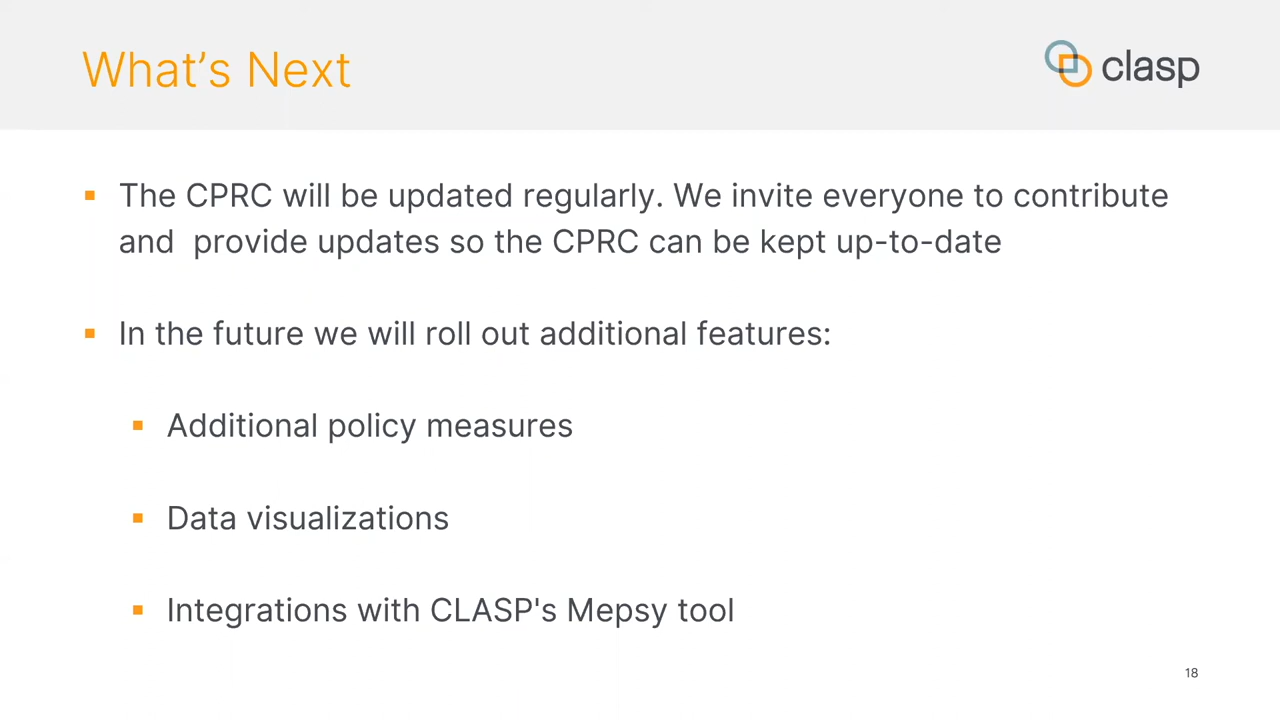 What's Next
clasp
The CPRC will be updated regularly. We invite everyone to contribute
and  provide updates so the CPRC can be kept up-to-date
In the future we will roll out additional features:
Additional policy measures
Data visualizations
Integrations with CLASP's Mepsy tool
18